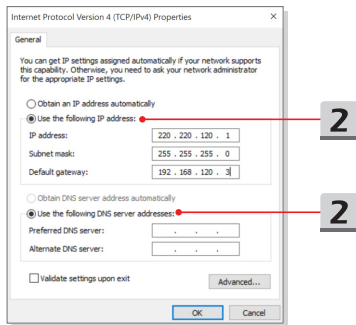 Internet Protocol Version 4 (TCP/IPv4) Properties
General
You can get IP settings assigned automatically if your network supports
this capability. Otherwise, you need to ask your network administrator
for the appropriate IP settings.
Obtain an IP address automatically
Use the following IP address:
2
IP address: 220 . 220 . 120 . 1
Subnet mask: 255 . 255 . 255 . 0
Default gateway: 192 . 168 . 120 . 3
Obtain DNS server address automatically
Use the following DNS server addresses:
2
Preferred DNS server: . . .
Alternate DNS server: . . .
Validate settings upon exit
Advanced...
OK Cancel